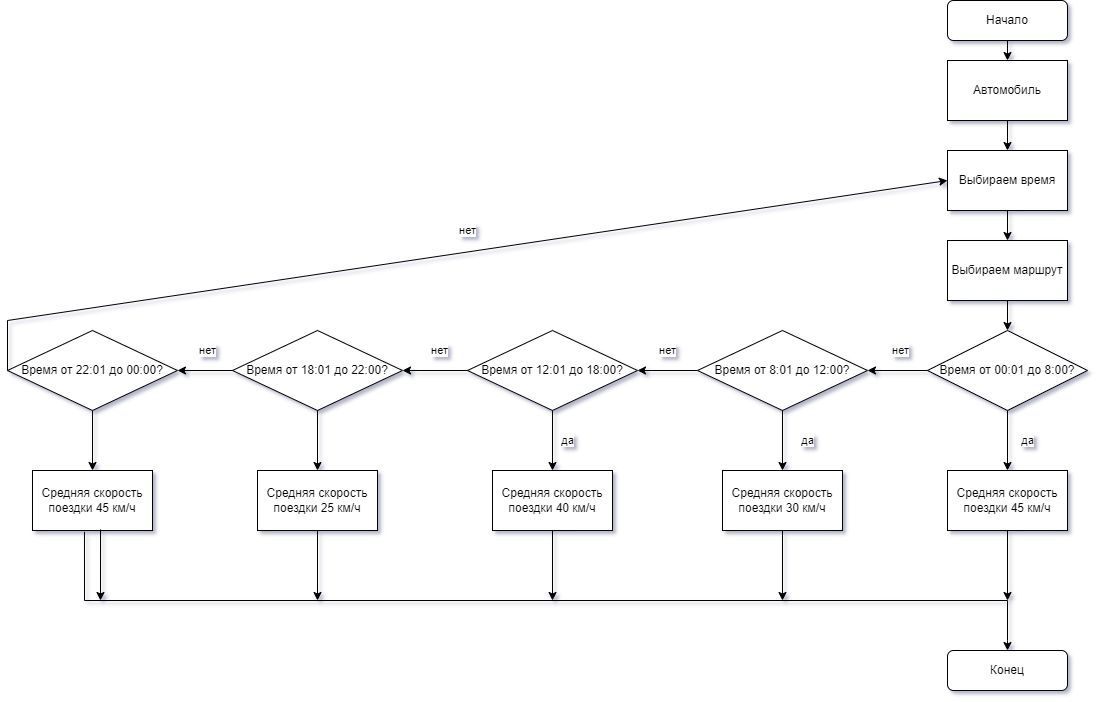 Начало
Автомобиль
Выбираем время
нет
Выбираем маршрут
нет
нет
нет
нет
Время от 22:01 до 00:00?
Время от 18:01 до 22:00?
Время от 12:01 до 18:00?
Время от 8:01 до 12:00?
Время от 00:01 до 8:00?
да
да
да
Средняя скорость
поездки 45 км/ч
Средняя скорость
поездки 25 км/ч
Средняя скорость
поездки 40 км/ч
Средняя скорость
поездки 30 км/ч
Средняя скорость
поездки 45 км/ч
Конец